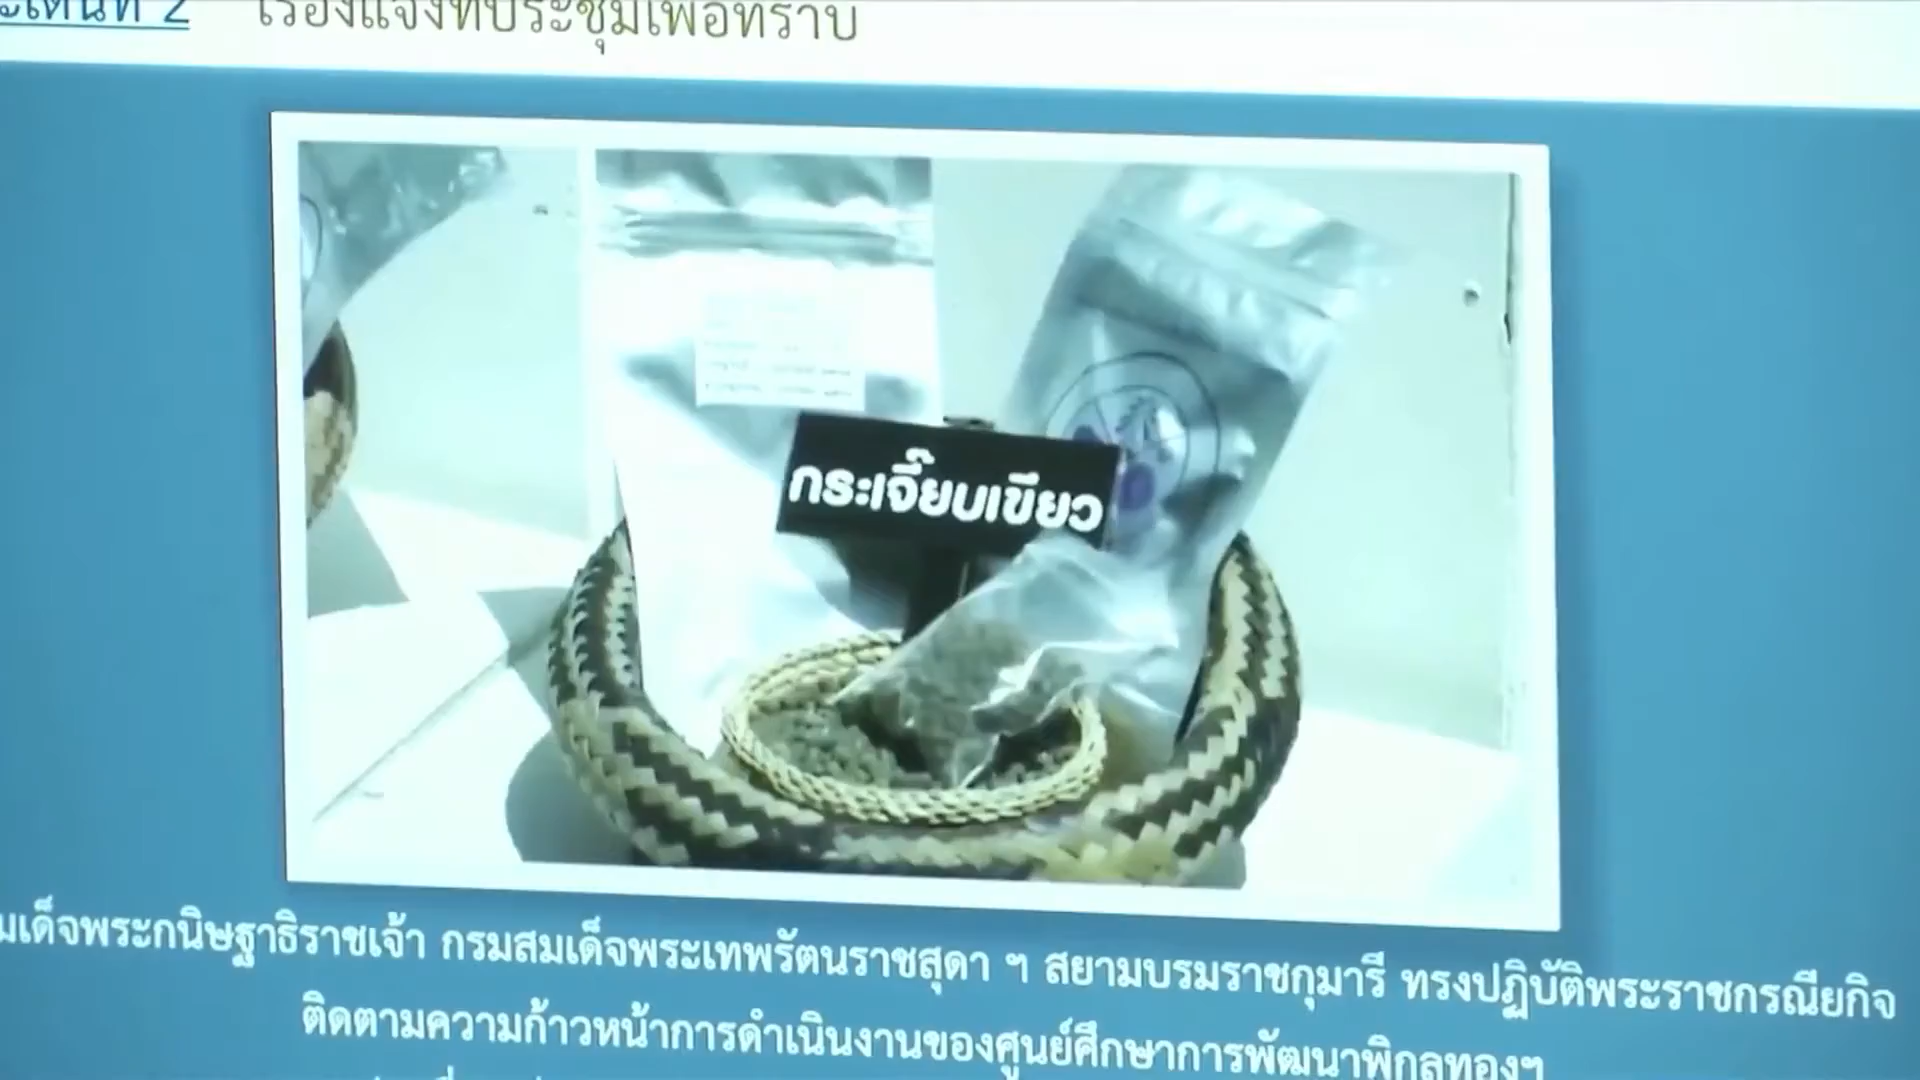 2 เรื่องแจ้งที่ประชุมเพื่อทราบ
กระเจี๊ยบเขียว
มเด็จพระกนิษฐาธิราชเจ้า กรมสมเด็จพระเทพรัตนราชสุดา ฯ สยามบรมราชกุมารี ทรงปฏิบัติพระราชกรณียกิจ
ติดตามความก้าวหน้าการดำเนินงานของศูนย์ศึกษาการพัฒนาพิกุลทองฯ